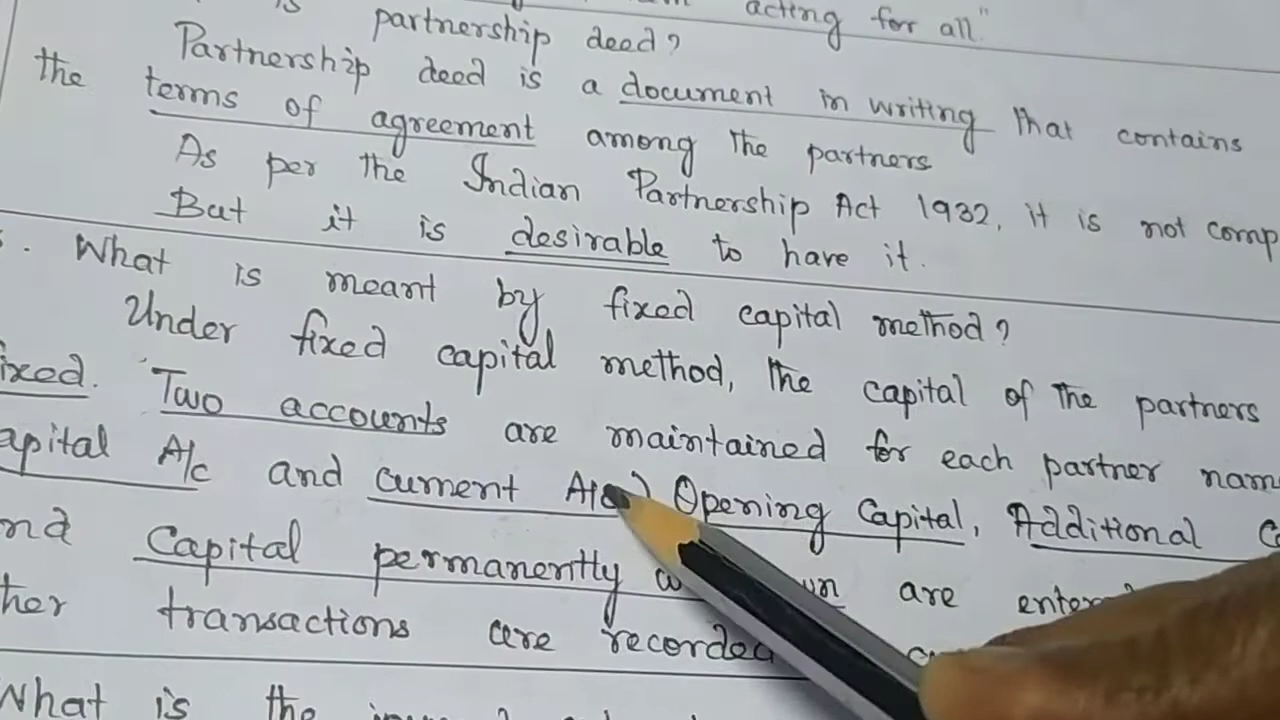 is partnership deed? acting for all."
Partnership deed is a document in writing that contains
the terms of agreement among the partners
As per the Indian Partnership Act 1932, it is not comp
But it is desirable to have it.
. What is meant by fixed capital method?
Under fixed capital method, the capital of the partners
ixed. Two accounts are maintained for each partner nam
apital A/c and current A/c) Opening Capital, Additional
nd Capital permanently are
ther transactions are recorded
What is the